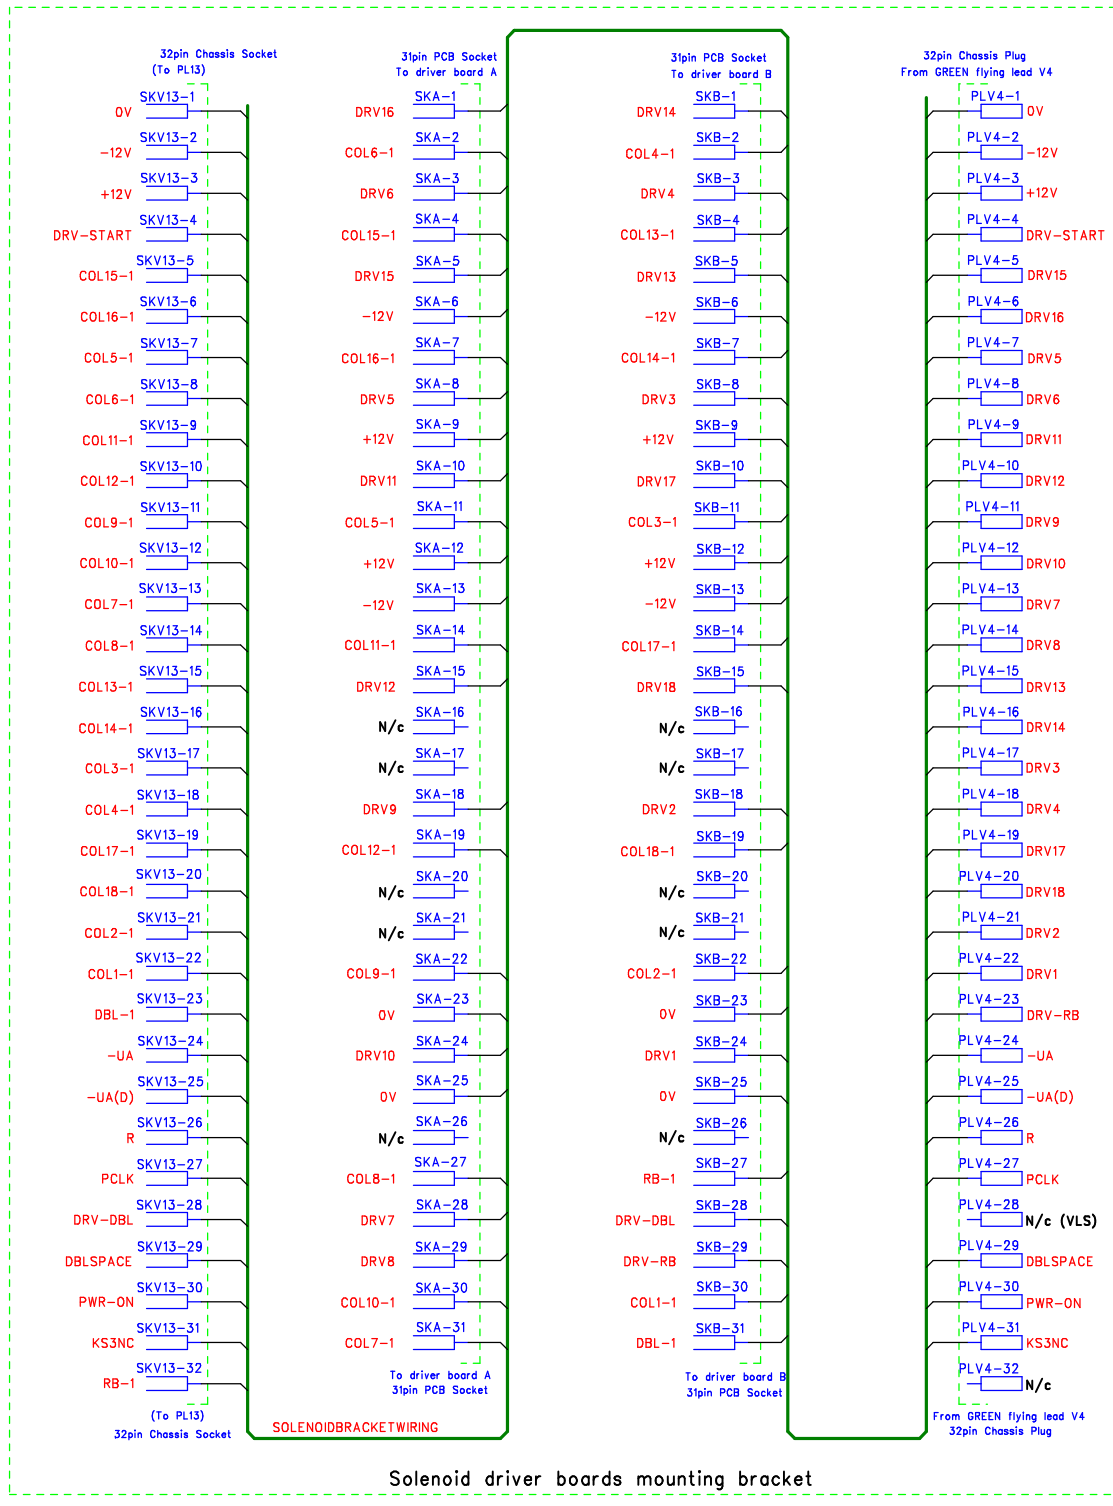 32pin Chassis Socket
(To PL13)
SKV13-1
0V
SKV13-2
-12V
SKV13-3
+12V
SKV13-4
DRV-START
SKV13-5
COL15-1
SKV13-6
COL16-1
SKV13-7
COL5-1
SKV13-8
COL6-1
SKV13-9
COL11-1
SKV13-10
COL12-1
SKV13-11
COL9-1
SKV13-12
COL10-1
SKV13-13
COL7-1
SKV13-14
COL8-1
SKV13-15
COL13-1
SKV13-16
COL14-1
SKV13-17
COL3-1
SKV13-18
COL4-1
SKV13-19
COL17-1
SKV13-20
COL18-1
SKV13-21
COL2-1
SKV13-22
COL1-1
SKV13-23
DBL-1
SKV13-24
-UA
SKV13-25
-UA(D)
SKV13-26
R
SKV13-27
PCLK
SKV13-28
DRV-DBL
SKV13-29
DBLSPACE
SKV13-30
PWR-ON
SKV13-31
KS3NC
SKV13-32
RB-1
(To PL13)
32pin Chassis Socket
31pin PCB Socket
To driver board A
SKA-1
DRV16
SKA-2
COL6-1
SKA-3
DRV6
SKA-4
COL15-1
SKA-5
DRV15
SKA-6
-12V
SKA-7
COL16-1
SKA-8
DRV5
SKA-9
+12V
SKA-10
DRV11
SKA-11
COL5-1
SKA-12
+12V
SKA-13
-12V
SKA-14
COL11-1
SKA-15
DRV12
SKA-16
N/c
SKA-17
N/c
SKA-18
DRV9
SKA-19
COL12-1
SKA-20
N/c
SKA-21
N/c
SKA-22
COL9-1
SKA-23
0V
SKA-24
DRV10
SKA-25
0V
SKA-26
N/c
SKA-27
COL8-1
SKA-28
DRV7
SKA-29
DRV8
SKA-30
COL10-1
SKA-31
COL7-1
To driver board A
31pin PCB Socket
SOLENOIDBRACKETWIRING
31pin PCB Socket
To driver board B
SKB-1
DRV14
SKB-2
COL4-1
SKB-3
DRV4
SKB-4
COL13-1
SKB-5
DRV13
SKB-6
-12V
SKB-7
COL14-1
SKB-8
DRV3
SKB-9
+12V
SKB-10
DRV17
SKB-11
COL3-1
SKB-12
+12V
SKB-13
-12V
SKB-14
COL17-1
SKB-15
DRV18
SKB-16
N/c
SKB-17
N/c
SKB-18
DRV2
SKB-19
COL18-1
SKB-20
N/c
SKB-21
N/c
SKB-22
COL2-1
SKB-23
0V
SKB-24
DRV1
SKB-25
0V
SKB-26
N/c
SKB-27
RB-1
SKB-28
DRV-DBL
SKB-29
DRV-RB
SKB-30
COL1-1
SKB-31
DBL-1
To driver board B
31pin PCB Socket
32pin Chassis Plug
From GREEN flying lead V4
PLV4-1
0V
PLV4-2
-12V
PLV4-3
+12V
PLV4-4
DRV-START
PLV4-5
DRV15
PLV4-6
DRV16
PLV4-7
DRV5
PLV4-8
DRV6
PLV4-9
DRV11
PLV4-10
DRV12
PLV4-11
DRV9
PLV4-12
DRV10
PLV4-13
DRV7
PLV4-14
DRV8
PLV4-15
DRV13
PLV4-16
DRV14
PLV4-17
DRV3
PLV4-18
DRV4
PLV4-19
DRV17
PLV4-20
DRV18
PLV4-21
DRV2
PLV4-22
DRV1
PLV4-23
DRV-RB
PLV4-24
-UA
PLV4-25
-UA(D)
PLV4-26
R
PLV4-27
PCLK
PLV4-28
N/c (VLS)
PLV4-29
DBLSPACE
PLV4-30
PWR-ON
PLV4-31
KS3NC
PLV4-32
N/c
From GREEN flying lead V4
32pin Chassis Plug
Solenoid driver boards mounting bracket